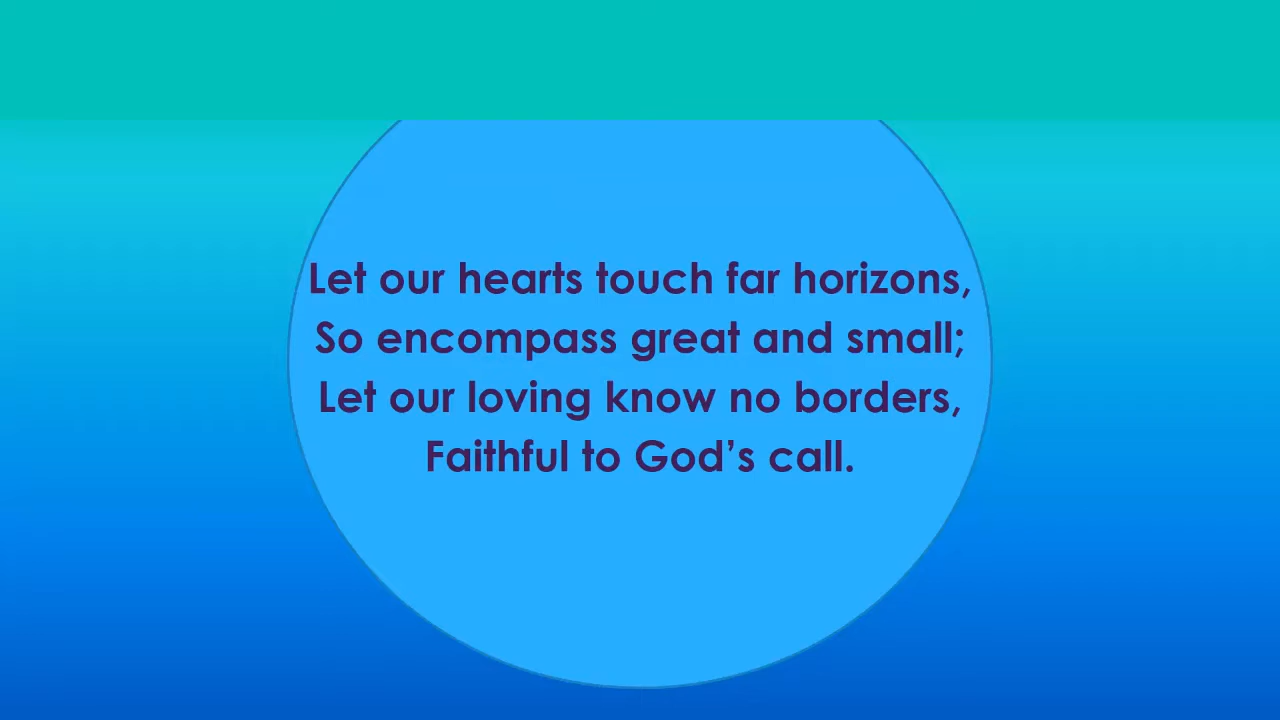 Let our hearts touch far horizons,
So encompass great and small;
Let our loving know no borders,
Faithful to God’s call.